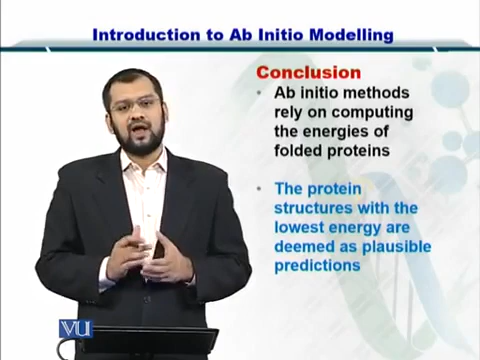 Introduction to Ab Initio Modelling
Conclusion
• Ab initio methods
rely on computing
the energies of
folded proteins
• The protein
structures with the
lowest energy are
deemed as plausible
predictions
VU